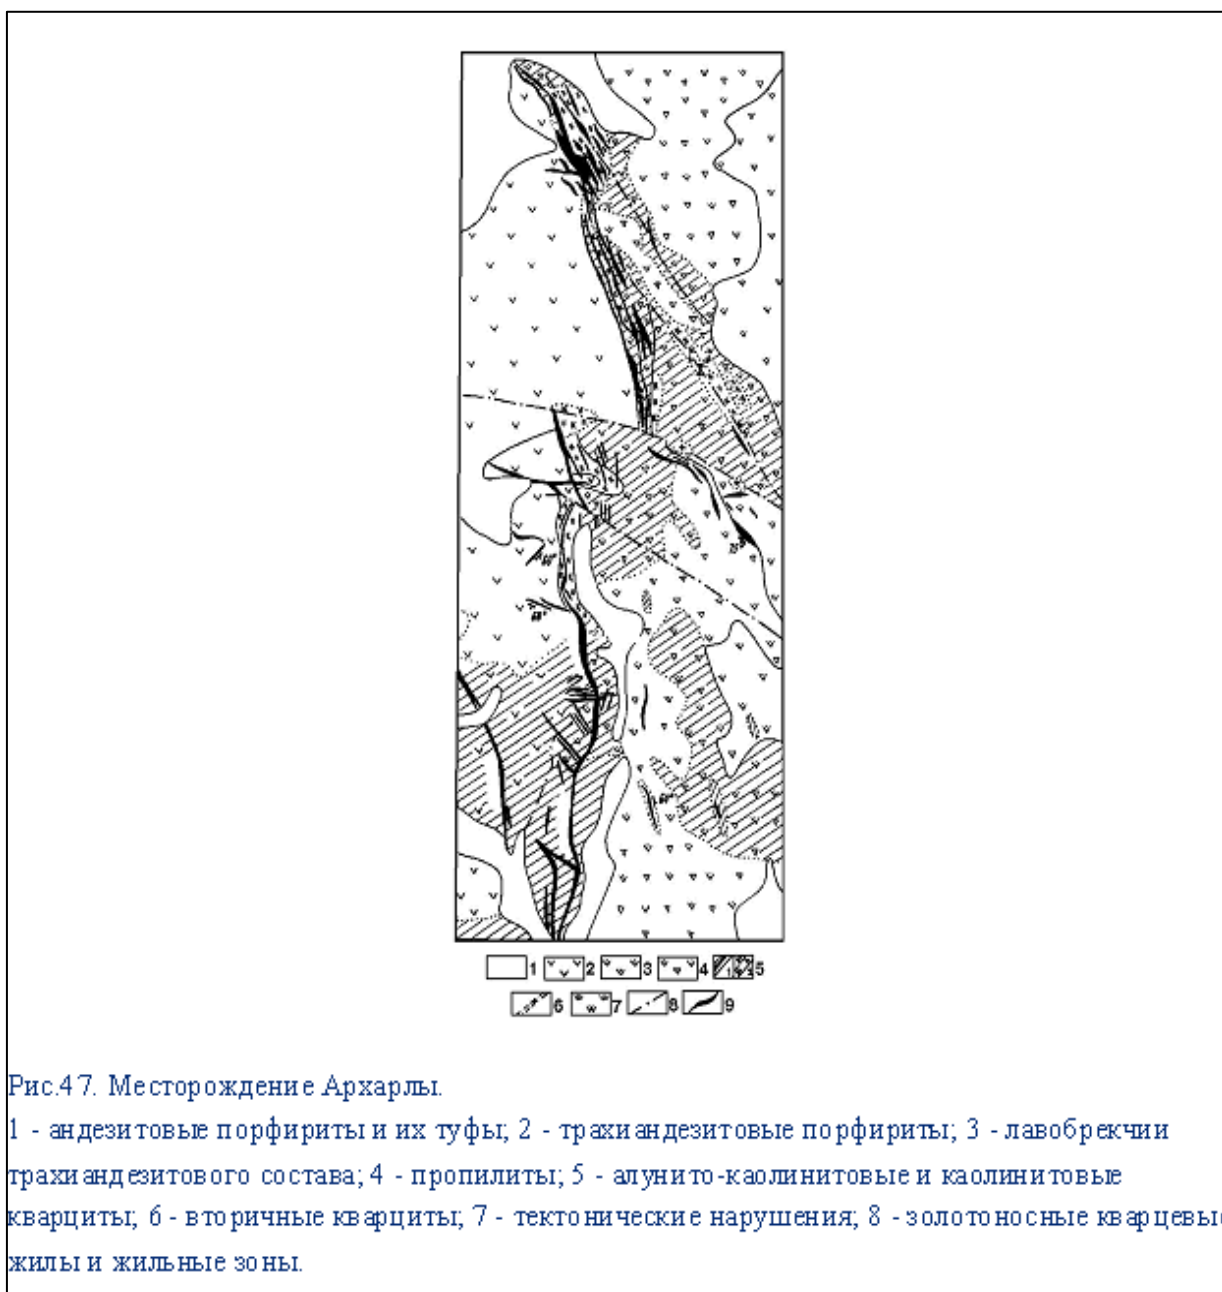 1 2 3 4 5
6 7 8 9
Рис.47. Месторождение Архарлы.
1 - андезитовые порфириты и их туфы; 2 - трахиандезитовые порфириты; 3 - лавобрекчии
трахиандезитового состава; 4 - пропилиты; 5 - алунито-каолинитовые и каолинитовые
кварциты; 6 - вторичные кварциты; 7 - тектонические нарушения; 8 - золотоносные кварцевые
жилы и жильные зоны.